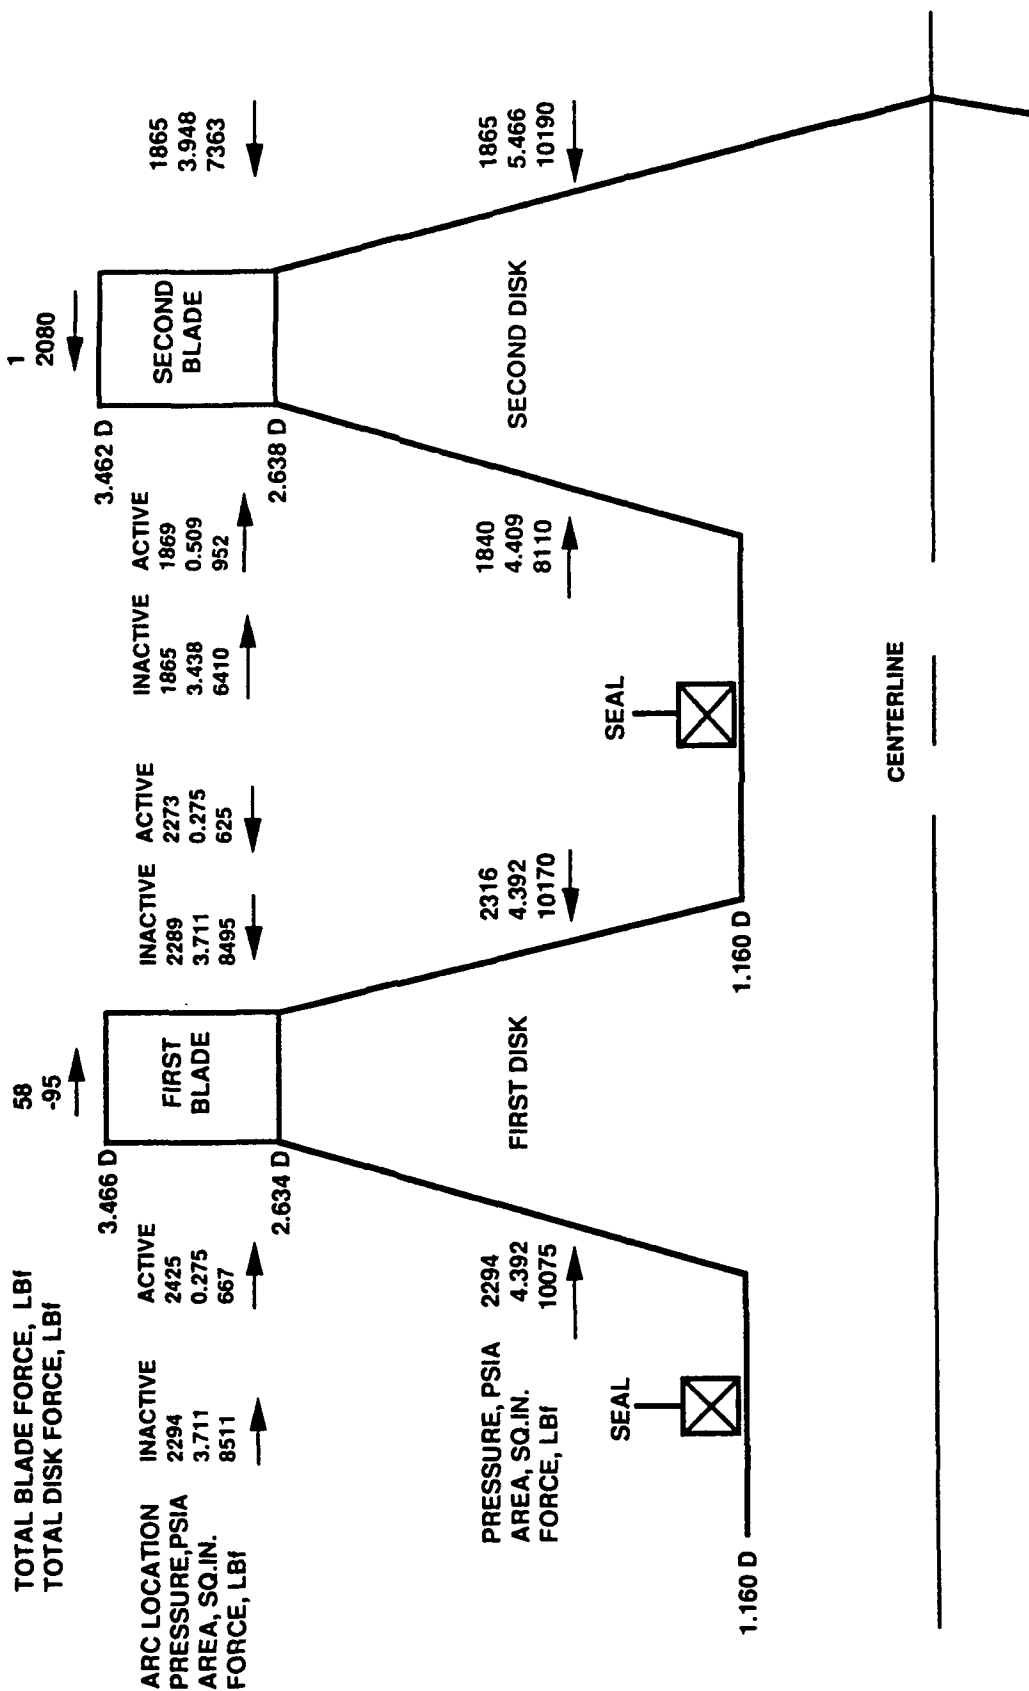 TOTAL BLADE FORCE, LBf 58 1
TOTAL DISK FORCE, LBf -95 2080
ARC LOCATION INACTIVE ACTIVE INACTIVE ACTIVE INACTIVE ACTIVE
PRESSURE,PSIA 2294 2425 2289 2273 1865 1869 1865
AREA, SQ.IN. 3.711 0.275 3.711 0.275 3.438 0.509 3.948
FORCE, LBf 8511 667 8495 625 6410 952 7363
3.466 D
3.462 D
FIRST
BLADE
SECOND
BLADE
2.634 D
2.638 D
PRESSURE, PSIA 2294 2316 1840 1865
AREA, SQ.IN. 4.392 4.392 4.409 5.466
FORCE, LBf 10075 10170 8110 10190
FIRST DISK
SECOND DISK
SEAL
SEAL
1.160 D
1.160 D
CENTERLINE